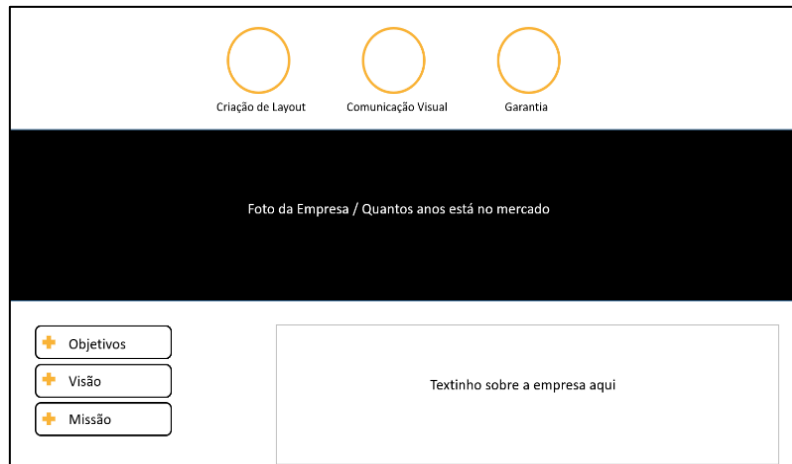 Criação de Layout
Comunicação Visual
Garantia
Foto da Empresa / Quantos anos está no mercado
Objetivos
Visão
Missão
Textinho sobre a empresa aqui